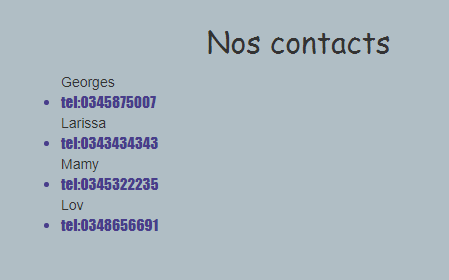 Nos contacts
Georges
tel:0345875007
Larissa
tel:0343434343
Mamy
tel:0345322235
Lov
tel:0348656691